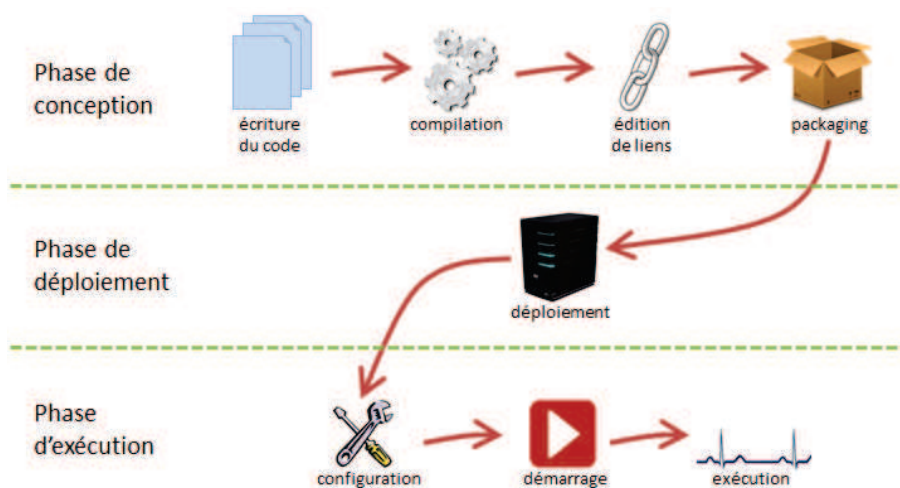 Phase de
conception
écriture
du code
compilation
édition
de liens
packaging
Phase de
déploiement
déploiement
Phase
d'exécution
configuration
démarrage
exécution